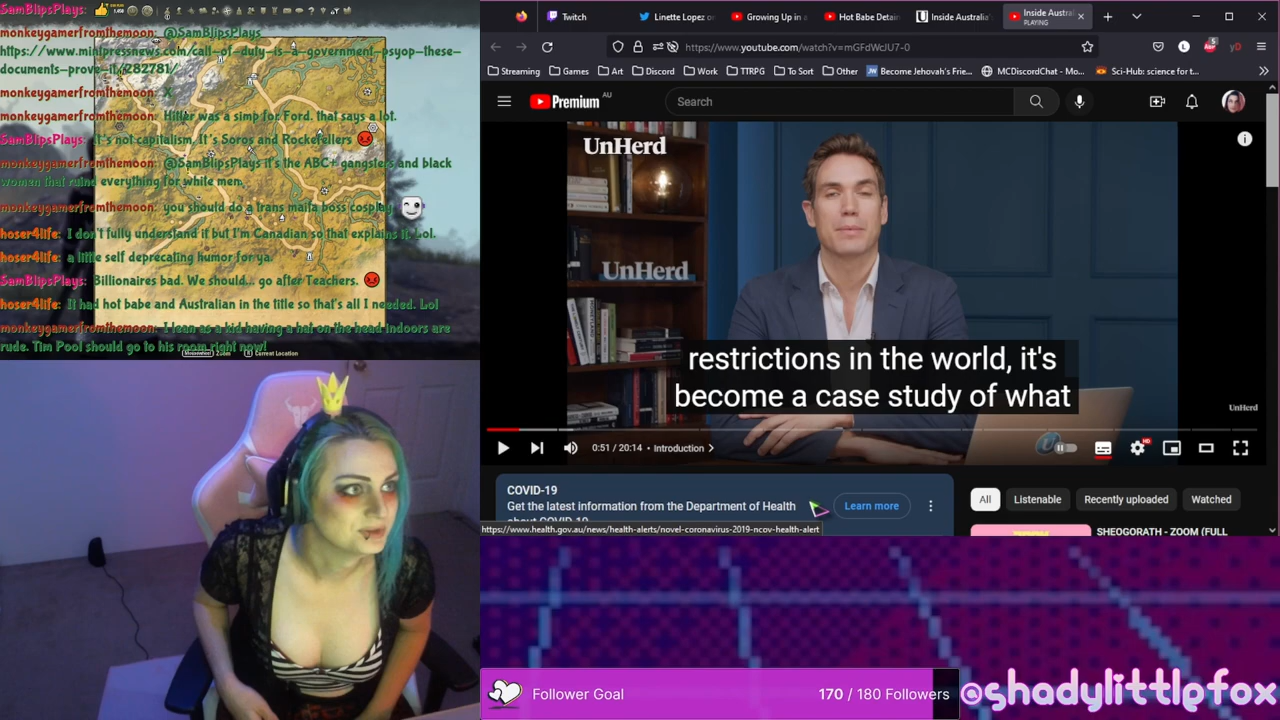 SamBlipsPlays:
monkeygamerfromthemoon: @SamBlipsPlays
https://www.mintpressnews.com/call-of-duty-is-a-government-psyop-these-
documents-prove-it/282781/
monkeygamerfromthemoon: X
monkeygamerfromthemoon: Hitler was a simp for Ford. that says a lot.
SamBlipsPlays: It's not capitalism. It's Soros and Rockefellers
monkeygamerfromthemoon: @SamBlipsPlays it's the ABC+ gangsters and black
women that ruind everything for white men.
monkeygamerfromthemoon: you should do a trans maifa boss cosplay
hoser4life: I don't fully understand it but I'm Canadian so that explains it. Lol.
hoser4life: a little self deprecating humor for ya.
SamBlipsPlays: Billionaires bad. We should... go after Teachers.
hoser4life: It had hot babe and Australian in the title so that's all I needed. Lol
monkeygamerfromthemoon: I lean as a kid having a hat on the head indoors are
rude. Tim Pool should go to his room right now!
Zoom
Current Location
Twitch
Linette Lopez o
Growing Up in a
Hot Babe Detain
Inside Australia'
Inside Austral
PLAYING
https://www.youtube.com/watch?v=mGFdWcJU7-0
Streaming
Games
Art
Discord
Work
TTRPG
To Sort
Other
Become Jehovah's Frie...
MCDiscordChat - Mo...
Sci-Hub: science for t...
Premium AU
Search
UnHerd
UnHerd
restrictions in the world, it's
become a case study of what
UnHerd
0:51 / 20:14 • Introduction
HD
COVID-19
Get the latest information from the Department of Health
about COVID-19
Learn more
All
Listenable
Recently uploaded
Watched
SHEOGORATH - ZOOM (FULL
https://www.health.gov.au/news/health-alerts/novel-coronavirus-2019-ncov-health-alert
Follower Goal
170 / 180 Followers
@shadylittlefox